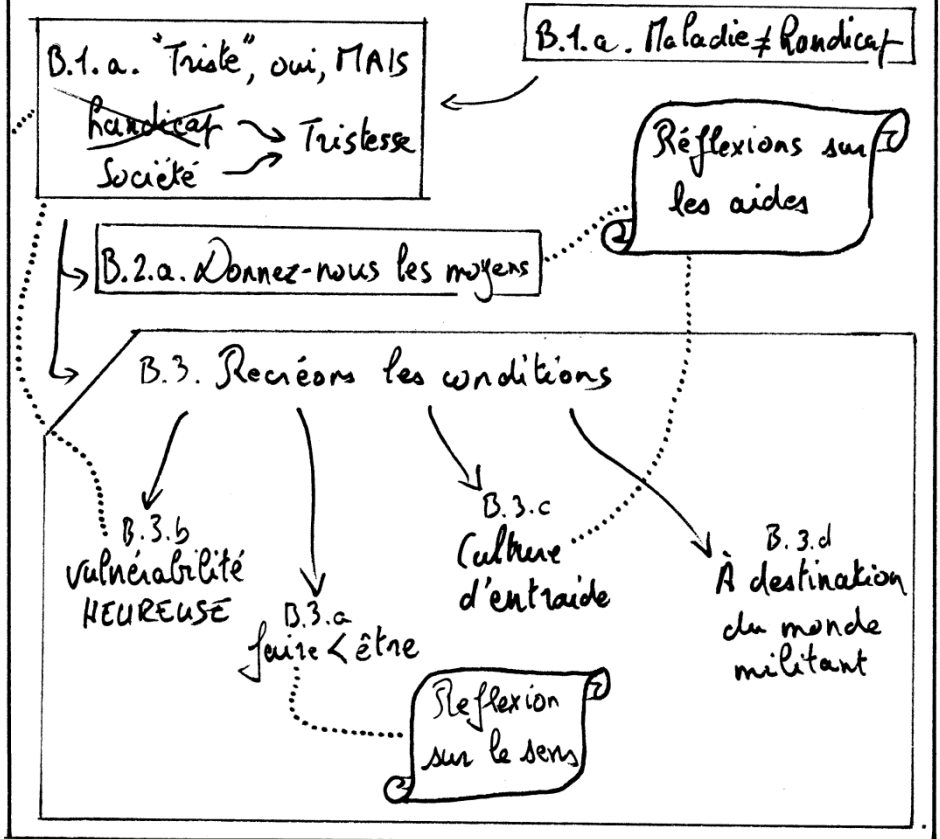 B.1.a. "Triste", oui, MAIS
handicap
Société
Tristesse
B.1.a. Maladie ≠ handicap
Réflexions sur
les aides
B.2.a. Donnez-nous les moyens
B.3. Recréons les conditions
B.3.b
Vulnérabilité
HEUREUSE
B.3.a
faire < être
B.3.c
Culture
d'entraide
B.3.d
À destination
du monde
militant
Reflexion
sur le sens